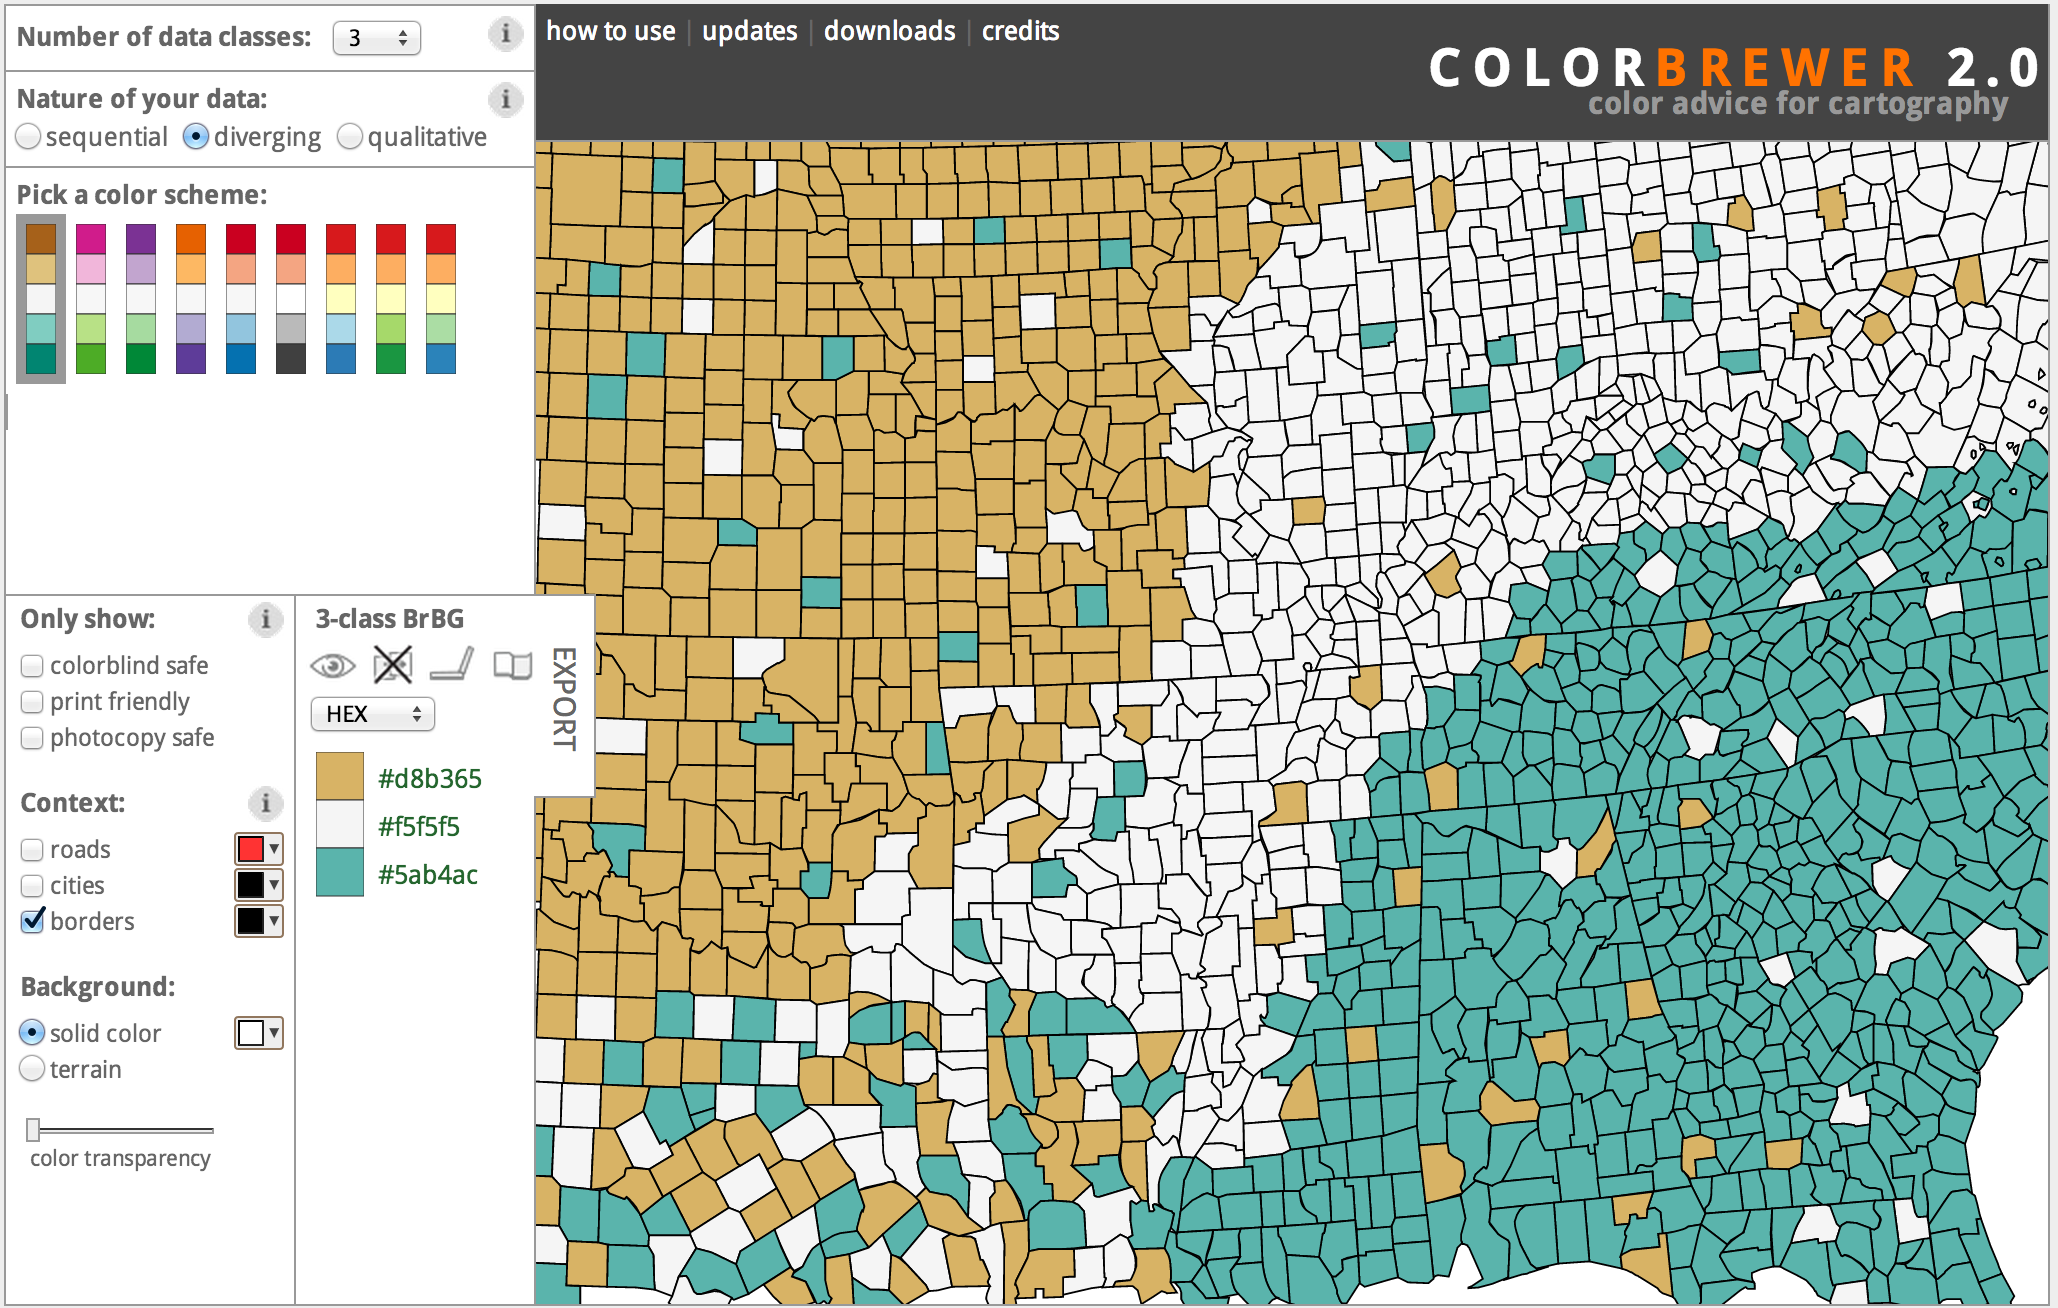 Number of data classes: 3 i
how to use | updates | downloads | credits
COLORBREWER 2.0
color advice for cartography
Nature of your data: i
sequential diverging qualitative
Pick a color scheme:
Only show: i
colorblind safe
print friendly
photocopy safe
Context: i
roads
cities
borders
Background:
solid color
terrain
color transparency
3-class BrBG
HEX
EXPORT
#d8b365
#f5f5f5
#5ab4ac